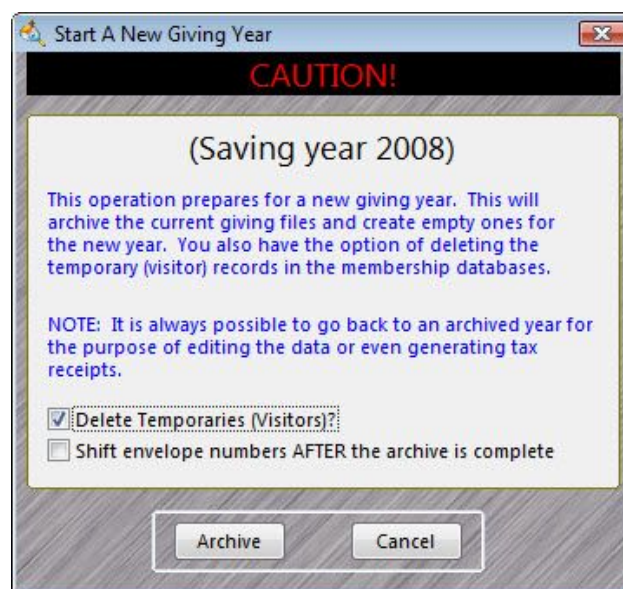 Start A New Giving Year
CAUTION!
(Saving year 2008)
This operation prepares for a new giving year.  This will
archive the current giving files and create empty ones for
the new year.  You also have the option of deleting the
temporary (visitor) records in the membership databases.
NOTE:  It is always possible to go back to an archived year for
the purpose of editing the data or even generating tax
receipts.
Delete Temporaries (Visitors)?
Shift envelope numbers AFTER the archive is complete
Archive
Cancel